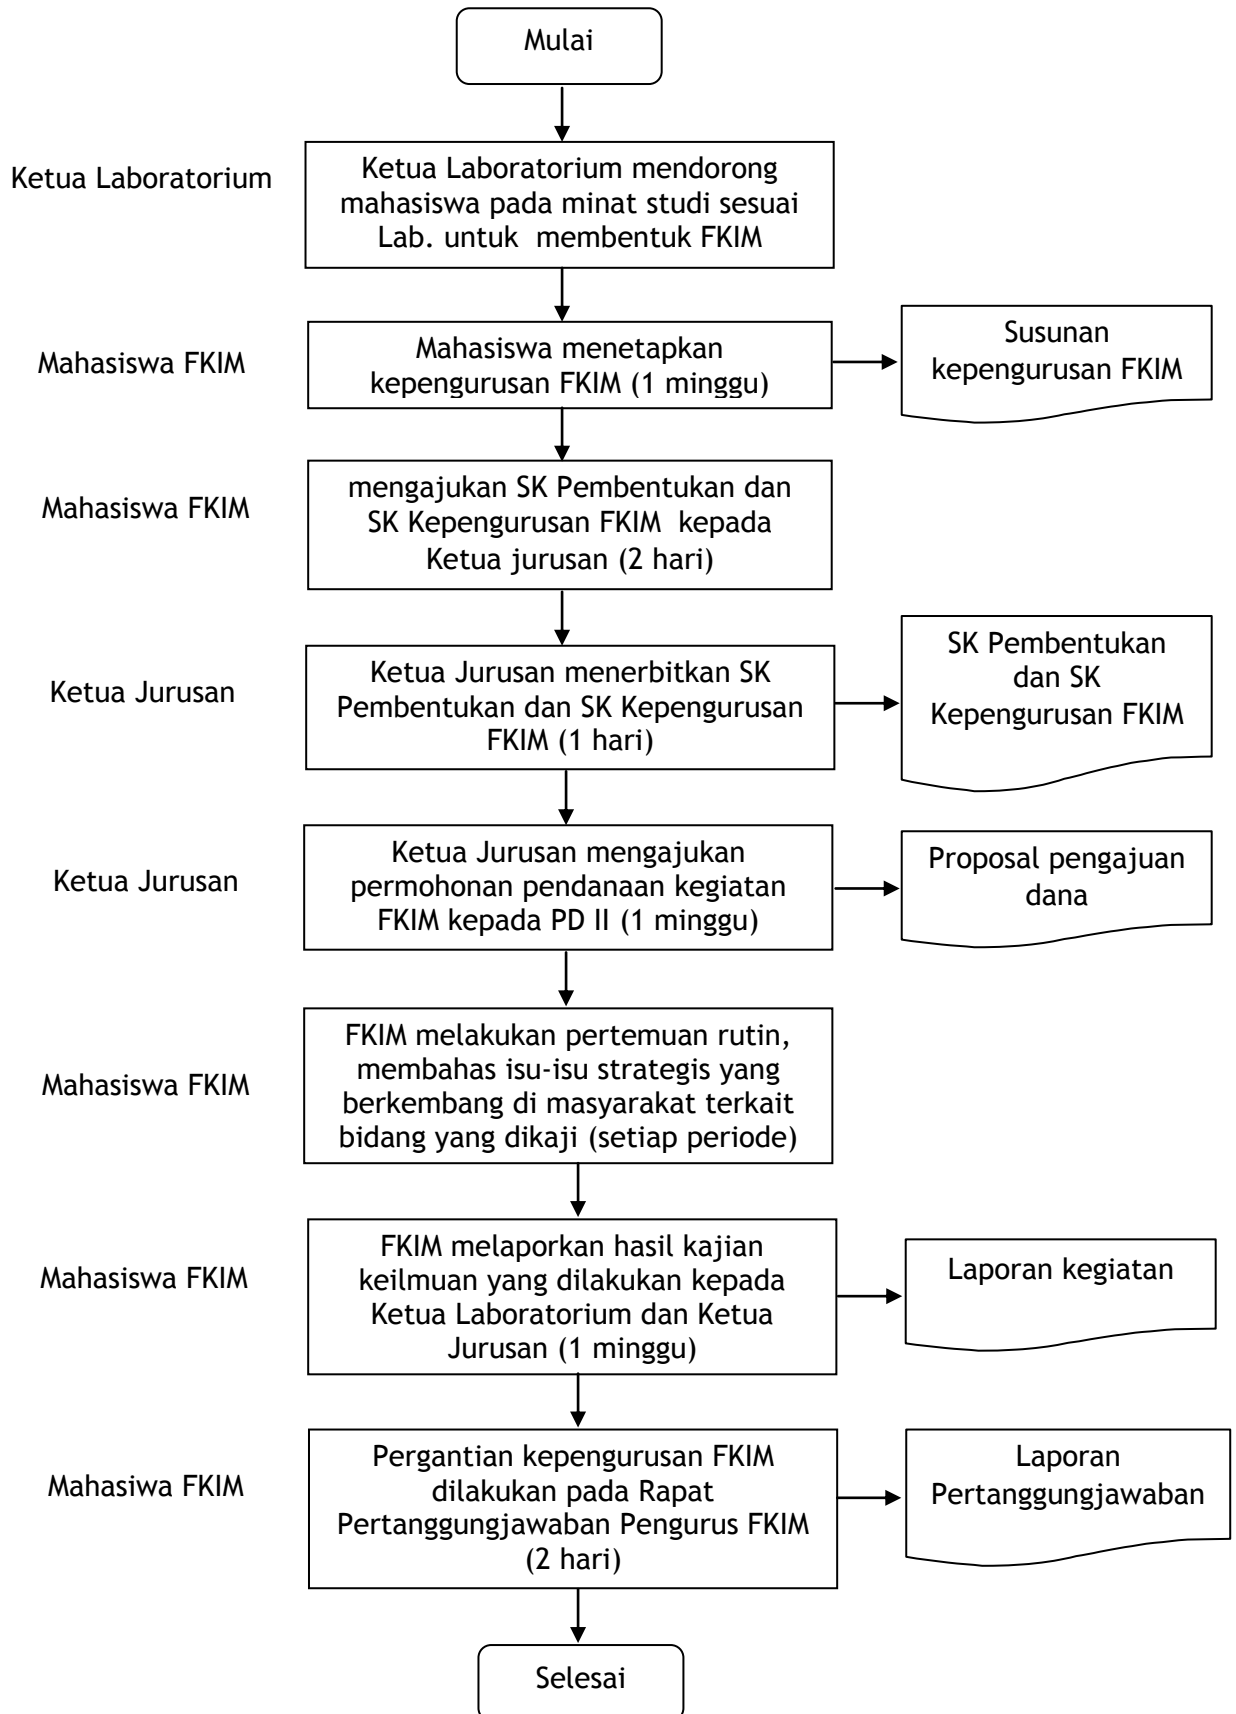 Mulai
Ketua Laboratorium
Ketua Laboratorium mendorong
mahasiswa pada minat studi sesuai
Lab. untuk  membentuk FKIM
Mahasiswa FKIM
Mahasiswa menetapkan
kepengurusan FKIM (1 minggu)
Susunan
kepengurusan FKIM
Mahasiswa FKIM
mengajukan SK Pembentukan dan
SK Kepengurusan FKIM  kepada
Ketua jurusan (2 hari)
Ketua Jurusan
Ketua Jurusan menerbitkan SK
Pembentukan dan SK Kepengurusan
FKIM (1 hari)
SK Pembentukan
dan SK
Kepengurusan FKIM
Ketua Jurusan
Ketua Jurusan mengajukan
permohonan pendanaan kegiatan
FKIM kepada PD II (1 minggu)
Proposal pengajuan
dana
Mahasiswa FKIM
FKIM melakukan pertemuan rutin,
membahas isu-isu strategis yang
berkembang di masyarakat terkait
bidang yang dikaji (setiap periode)
Mahasiswa FKIM
FKIM melaporkan hasil kajian
keilmuan yang dilakukan kepada
Ketua Laboratorium dan Ketua
Jurusan (1 minggu)
Laporan kegiatan
Mahasiwa FKIM
Pergantian kepengurusan FKIM
dilakukan pada Rapat
Pertanggungjawaban Pengurus FKIM
(2 hari)
Laporan
Pertanggungjawaban
Selesai